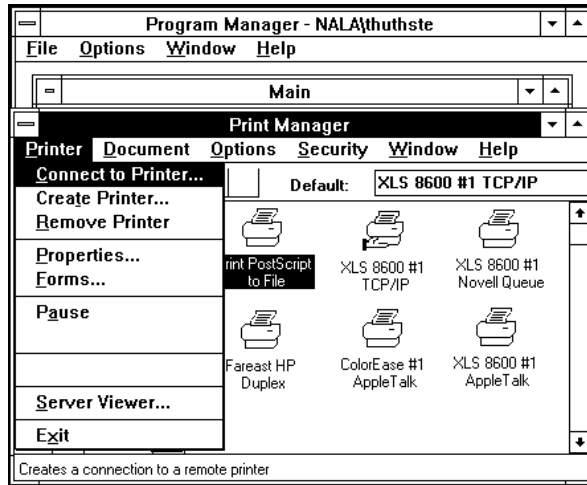 Program Manager - NALA\thuthste
File Options Window Help
Main
Print Manager
Printer Document Options Security Window Help
Connect to Printer...
Create Printer...
Remove Printer
Properties...
Forms...
Pause
Server Viewer...
Exit
Default: XLS 8600 #1 TCP/IP
rint PostScript
to File
XLS 8600 #1
TCP/IP
XLS 8600 #1
Novell Queue
Fareast HP
Duplex
ColorEase #1
AppleTalk
XLS 8600 #1
AppleTalk
Creates a connection to a remote printer